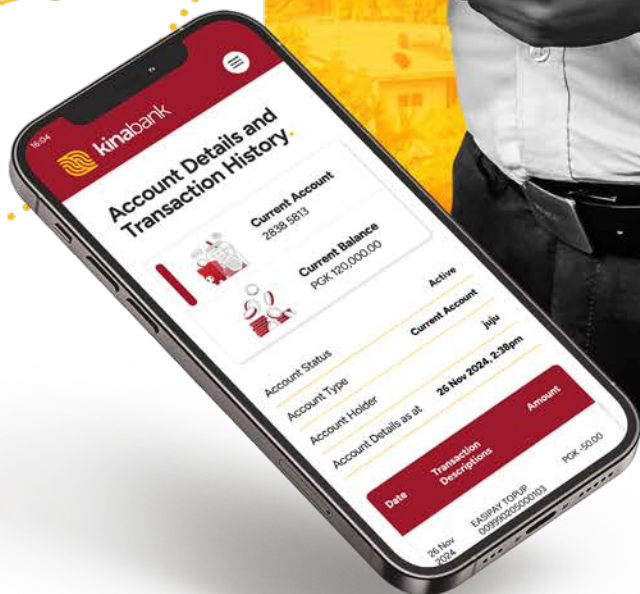 16:04
kinabank
Account Details and
Transaction History.
Current Account
2838 5813
Current Balance
PGK 120,000.00
Account Status Active
Account Type Current Account
Account Holder juju
Account Details as at 26 Nov 2024, 2:38pm
Date Transaction Descriptions Amount
26 Nov 2024 EASIPAY TOPUP 009990205000103 PGK -50.00